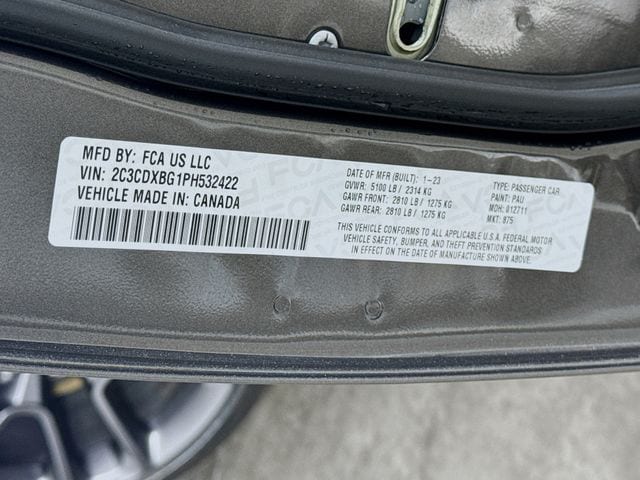 MFD BY: FCA US LLC
VIN: 2C3CDXBG1PH532422
VEHICLE MADE IN: CANADA
DATE OF MFR (BUILT): 1-23
GVWR: 5100 LB / 2314 KG
GAWR FRONT: 2810 LB / 1275 KG
GAWR REAR: 2810 LB / 1275 KG
THIS VEHICLE CONFORMS TO ALL APPLICABLE U.S.A. FEDERAL MOTOR
VEHICLE SAFETY, BUMPER, AND THEFT PREVENTION STANDARDS
IN EFFECT ON THE DATE OF MANUFACTURE SHOWN ABOVE.
TYPE: PASSENGER CAR
PAINT: PAU
MDH: 012711
MKT: 875